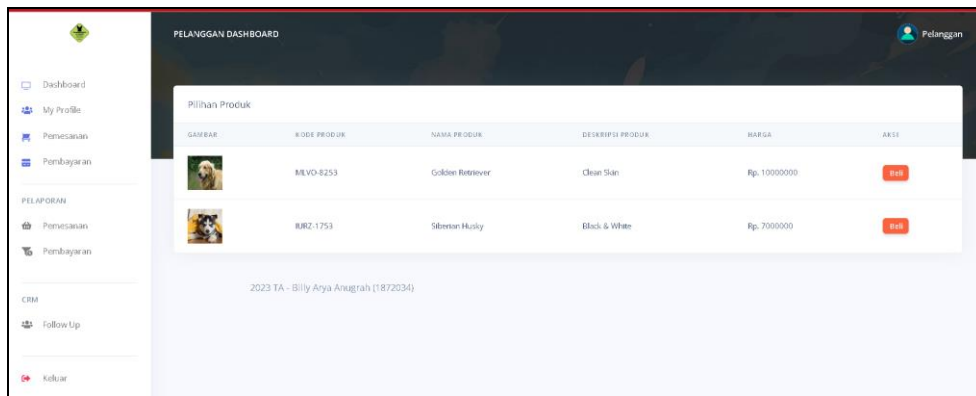 PELANGGAN DASHBOARD
Pelanggan
Dashboard
My Profile
Pemesanan
Pembayaran
PELAPORAN
Pemesanan
Pembayaran
CRM
Follow Up
Keluar
Pilihan Produk
GAMBAR KODE PRODUK NAMA PRODUK DESKRIPSI PRODUK HARGA AKSI
MLVO-8253 Golden Retriever Clean Skin Rp. 10000000 Beli
IURZ-1753 Siberian Husky Black & White Rp. 7000000 Beli
2023 TA - Billy Arya Anugrah (1872034)